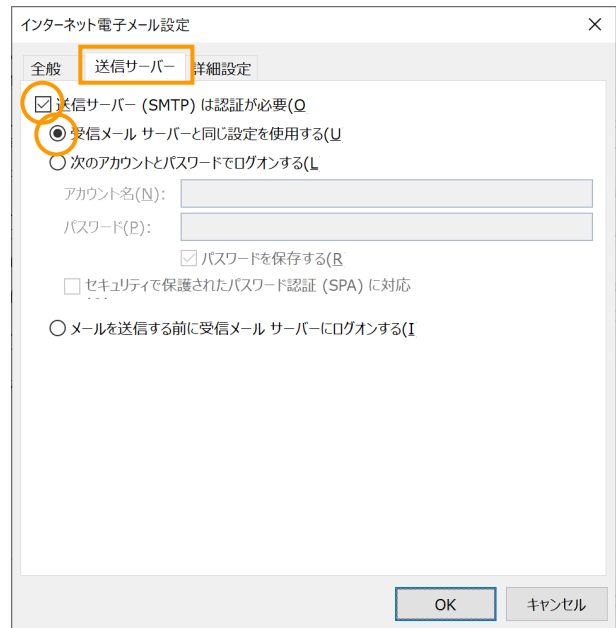 インターネット電子メール設定
全般 送信サーバー 詳細設定
送信サーバー (SMTP) は認証が必要(O
受信メール サーバーと同じ設定を使用する(U
次のアカウントとパスワードでログオンする(L
アカウント名(N):
パスワード(P):
パスワードを保存する(R
セキュリティで保護されたパスワード認証 (SPA) に対応
メールを送信する前に受信メール サーバーにログオンする(I
OK キャンセル